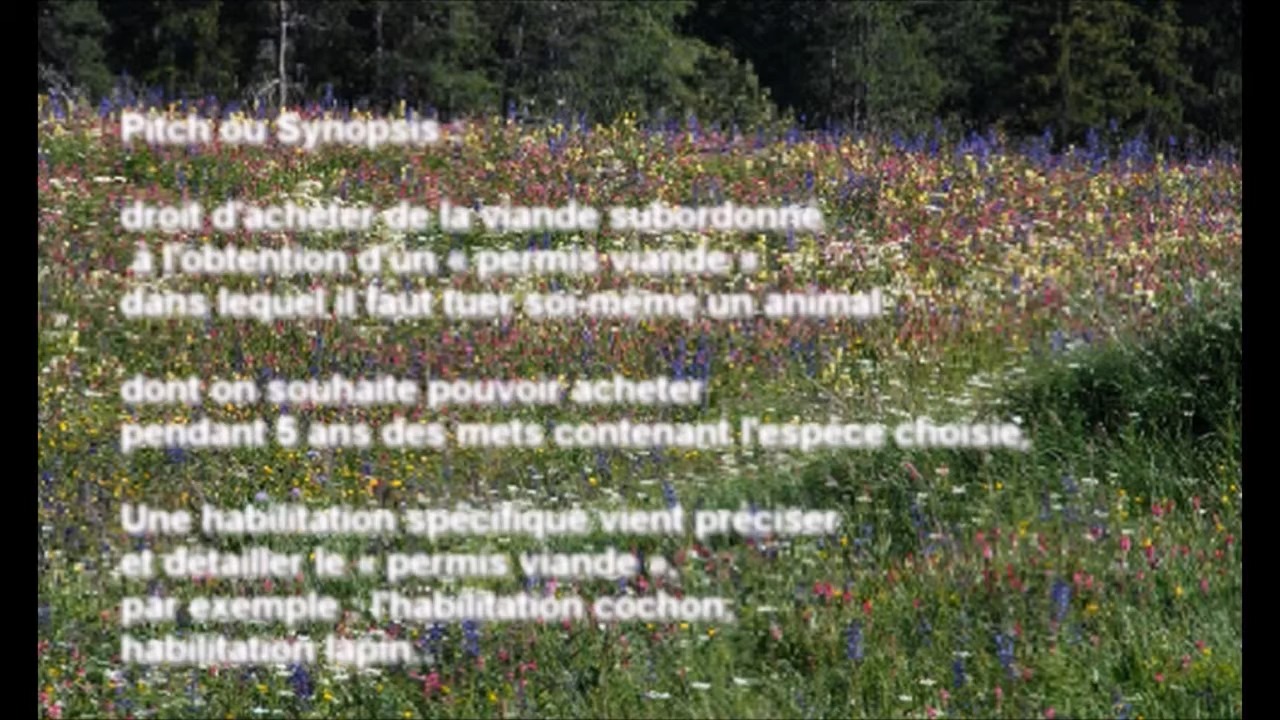 Pitch ou Synopsis :
droit d'acheter de la viande subordonné
à l'obtention d'un « permis viande »
dans lequel il faut tuer soi-même un animal
dont on souhaite pouvoir acheter
pendant 5 ans des mets contenant l'espèce choisie.
Une habilitation spécifique vient préciser
et détailler le « permis viande »,
par exemple : l'habilitation cochon,
habilitation lapin...